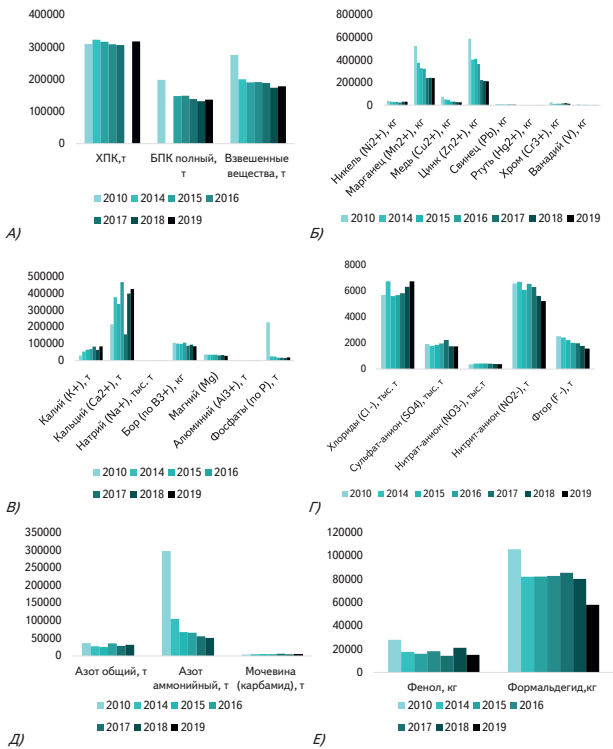 400000
300000
200000
100000
0
ХПК,т
БПК полный, т
Взвешенные вещества, т
2010 2014 2015 2016
2017 2018 2019
А)
800000
600000
400000
200000
0
Никель (Ni2+), кг
Марганец (Mn2+), кг
Медь (Cu2+), кг
Цинк (Zn2+), кг
Свинец (Pb), кг
Ртуть (Hg2+), кг
Хром (Cr3+), кг
Ванадий (V), кг
2010 2014 2015 2016 2017 2018 2019
Б)
500000
400000
300000
200000
100000
0
Калий (K+), т
Кальций (Ca2+), т
Натрий (Na+), тыс. т
Бор (по B3+), кг
Магний (Mg)
Алюминий (Al3+), т
Фосфаты (по P), т
2010 2014 2015 2016
2017 2018 2019
В)
8000
6000
4000
2000
0
Хлориды (Cl -), тыс. т
Сульфат-анион (SO4), тыс. т
Нитрат-анион (NO3-), тыс. т
Нитрит-анион (NO2-), т
Фтор (F-), т
2010 2014 2015 2016 2017 2018 2019
Г)
350000
300000
250000
200000
150000
100000
50000
0
Азот общий, т
Азот аммонийный, т
Мочевина (карбамид), т
2010 2014 2015 2016
2017 2018 2019
Д)
120000
100000
80000
60000
40000
20000
0
Фенол, кг
Формальдегид,кг
2010 2014 2015 2016
2017 2018 2019
Е)